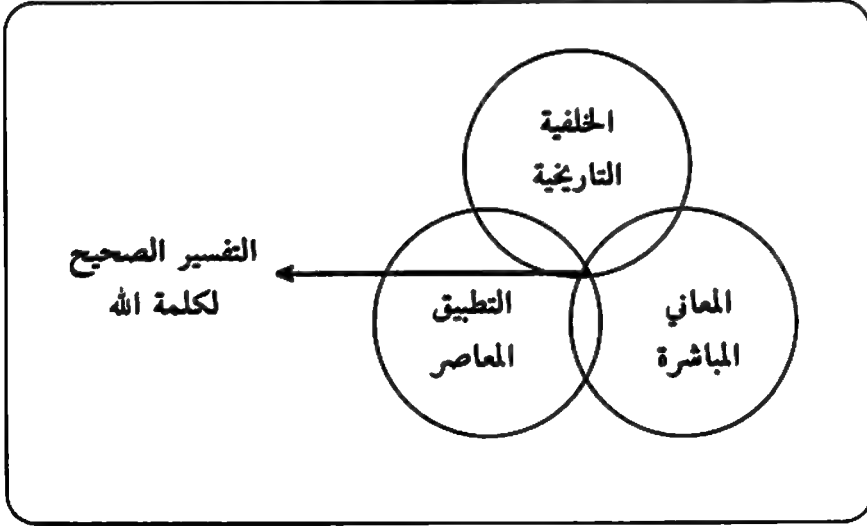 الخلفية
التاريخية
المعاني
المباشرة
التطبيق
المعاصر
التفسير الصحيح
لكلمة الله